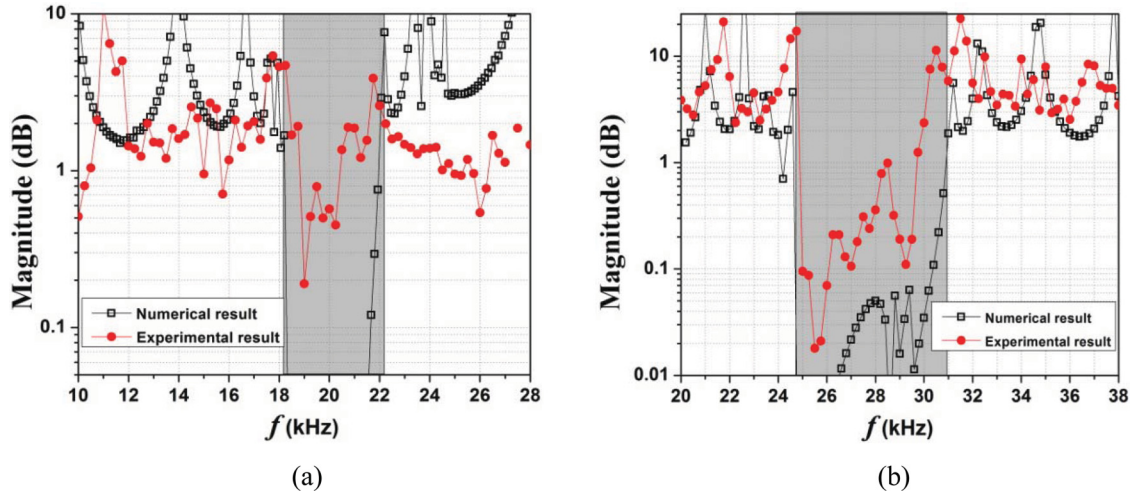 Magnitude (dB)
10
1
0.1
Numerical result
Experimental result
10 12 14 16 18 20 22 24 26 28
f (kHz)
(a)
Magnitude (dB)
10
1
0.1
0.01
Numerical result
Experimental result
20 22 24 26 28 30 32 34 36 38
f (kHz)
(b)